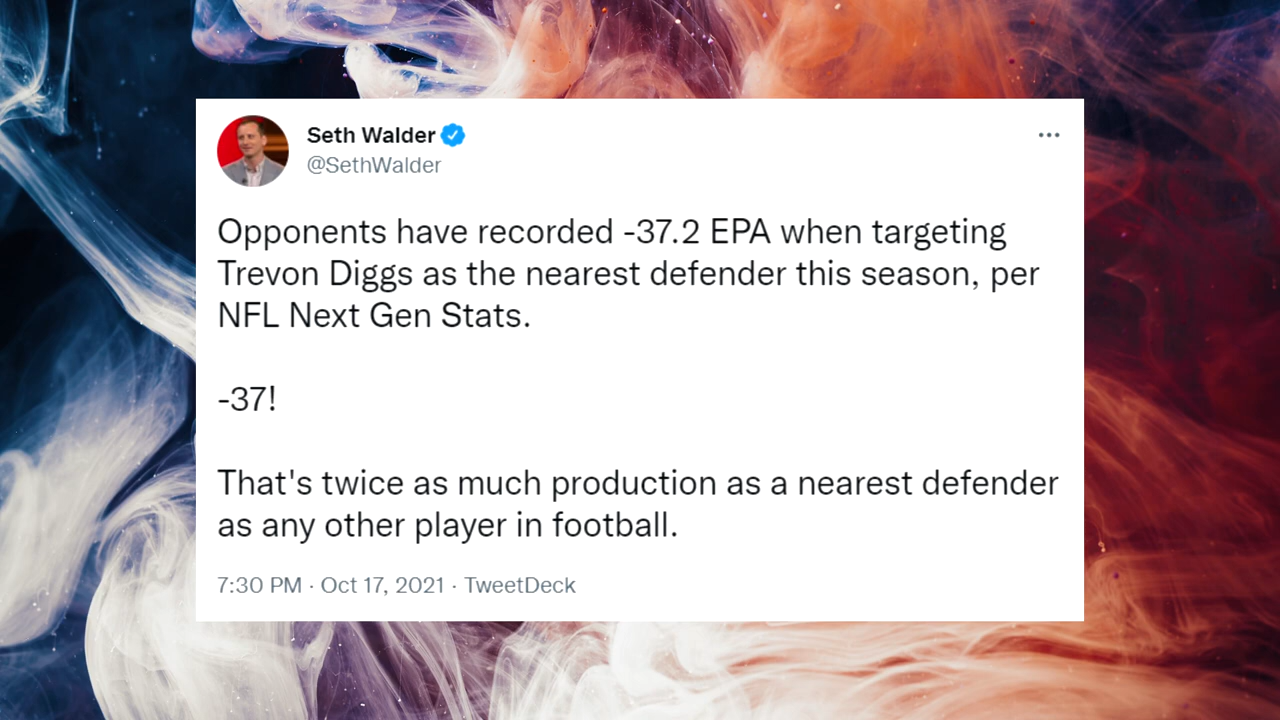 Seth Walder
@SethWalder
Opponents have recorded -37.2 EPA when targeting
Trevon Diggs as the nearest defender this season, per
NFL Next Gen Stats.
-37!
That's twice as much production as a nearest defender
as any other player in football.
7:30 PM · Oct 17, 2021 · TweetDeck